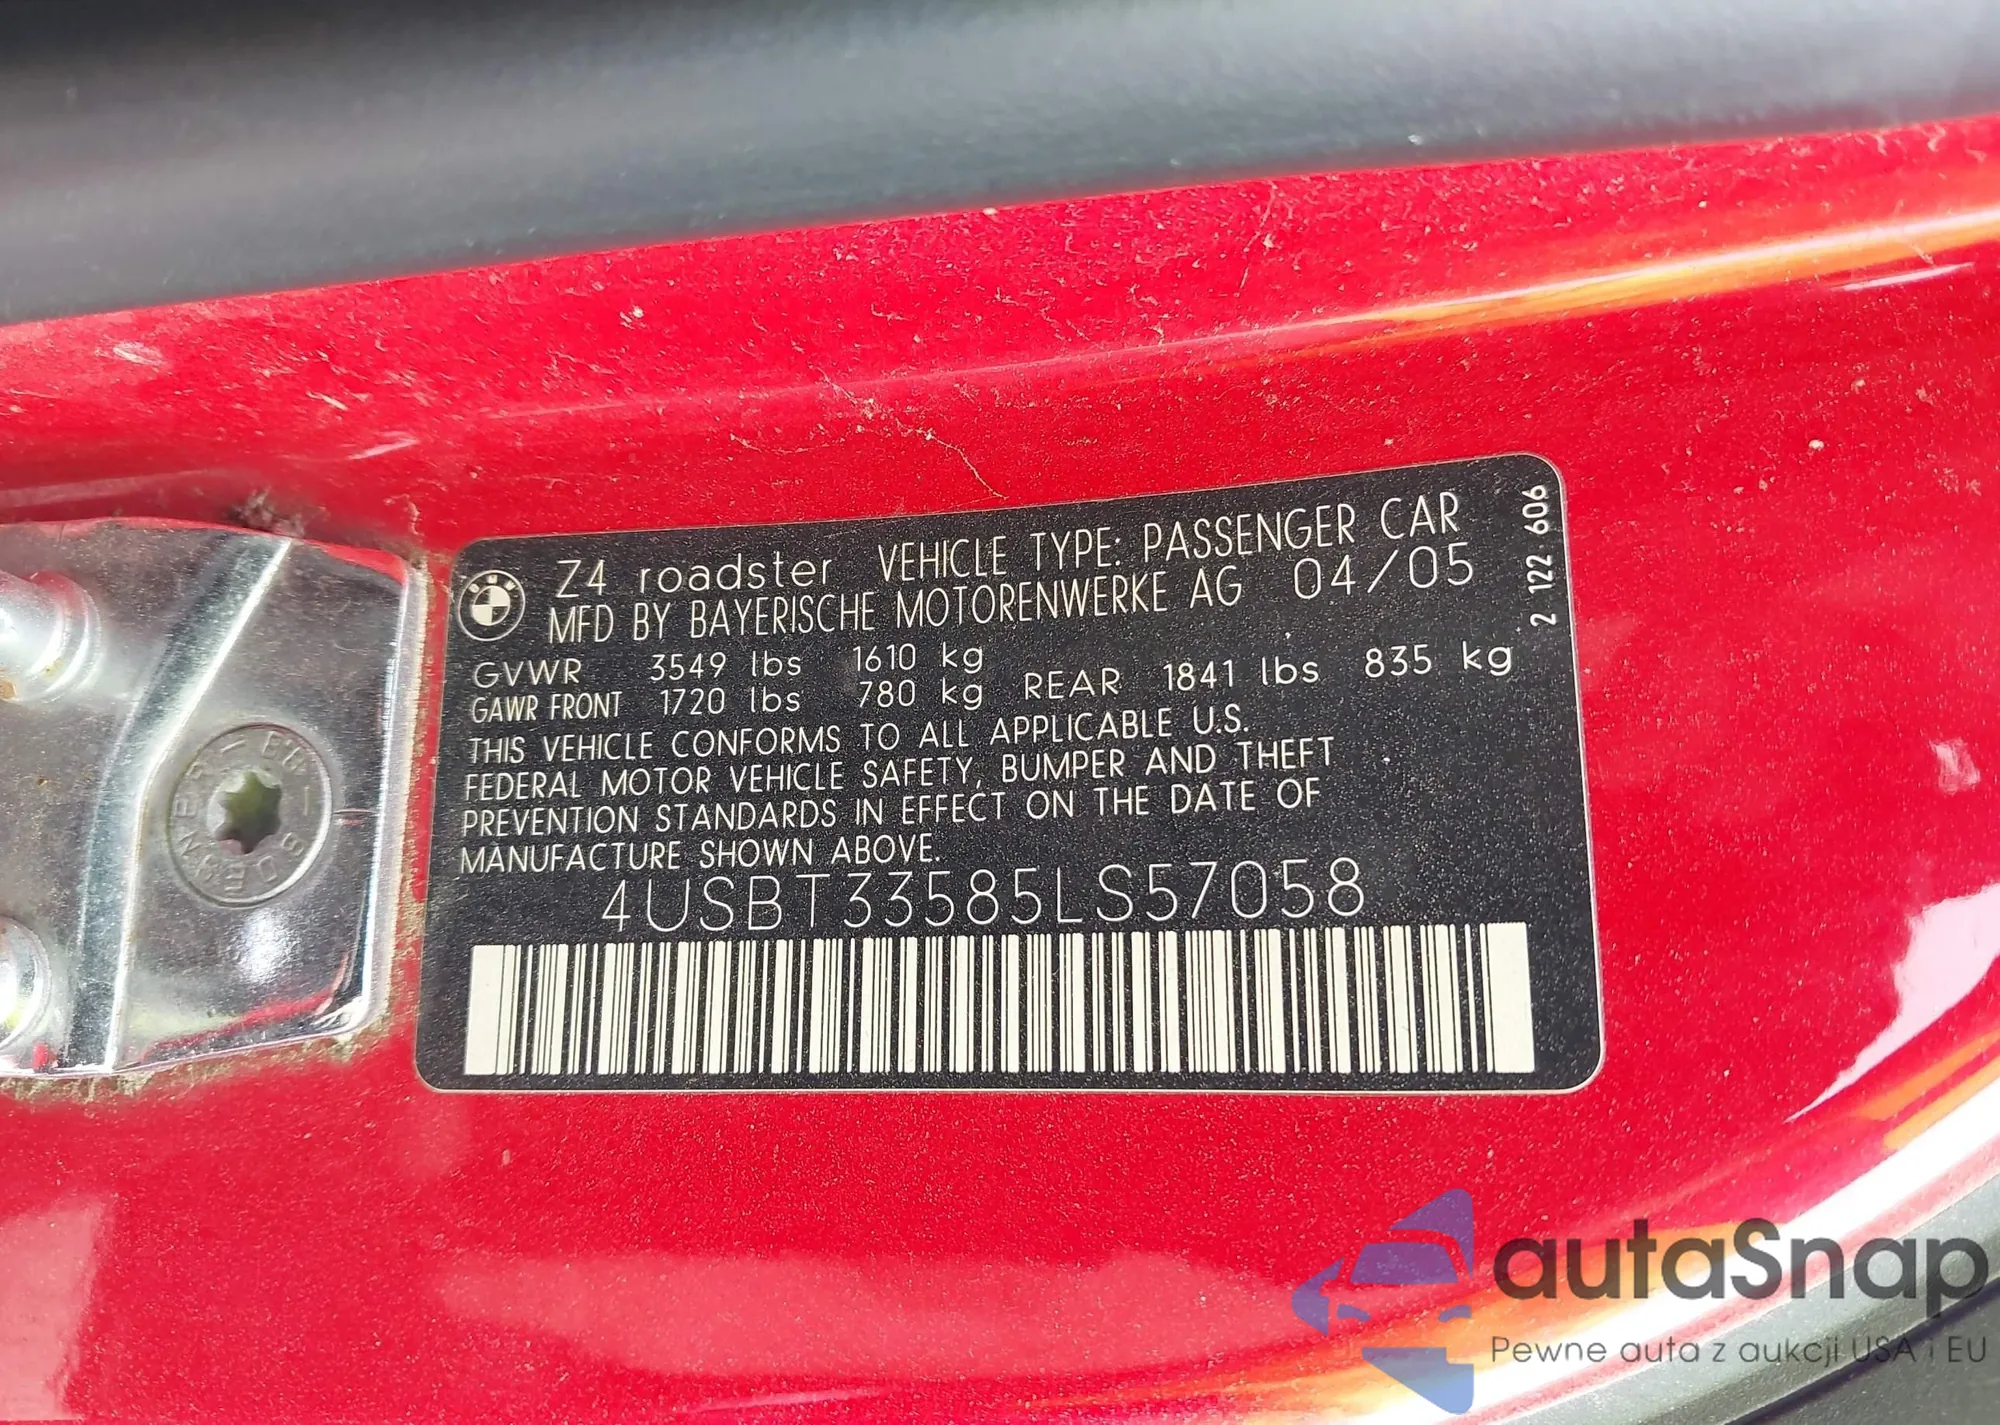 Z4 roadster VEHICLE TYPE: PASSENGER CAR
MFD BY BAYERISCHE MOTORENWERKE AG 04/05
GVWR 3549 lbs 1610 kg
GAWR FRONT 1720 lbs 780 kg REAR 1841 lbs 835 kg
THIS VEHICLE CONFORMS TO ALL APPLICABLE U.S.
FEDERAL MOTOR VEHICLE SAFETY, BUMPER AND THEFT
PREVENTION STANDARDS IN EFFECT ON THE DATE OF
MANUFACTURE SHOWN ABOVE.
4USBT33585LS57058
2 122 606
autaSnap
Pewne auta z aukcji USA i EU